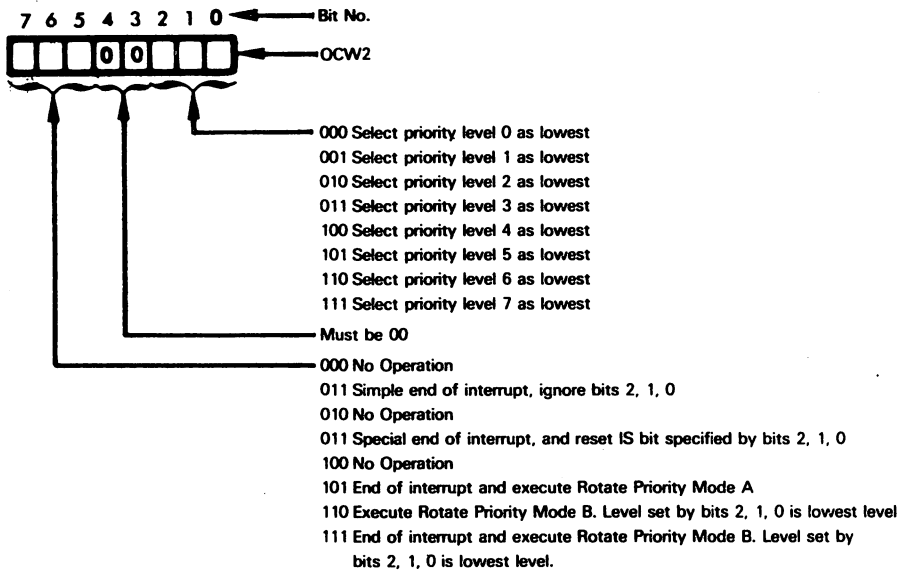 7 6 5 4 3 2 1 0 Bit No.
0 0 OCW2
000 Select priority level 0 as lowest
001 Select priority level 1 as lowest
010 Select priority level 2 as lowest
011 Select priority level 3 as lowest
100 Select priority level 4 as lowest
101 Select priority level 5 as lowest
110 Select priority level 6 as lowest
111 Select priority level 7 as lowest
Must be 00
000 No Operation
011 Simple end of interrupt, ignore bits 2, 1, 0
010 No Operation
011 Special end of interrupt, and reset IS bit specified by bits 2, 1, 0
100 No Operation
101 End of interrupt and execute Rotate Priority Mode A
110 Execute Rotate Priority Mode B. Level set by bits 2, 1, 0 is lowest level
111 End of interrupt and execute Rotate Priority Mode B. Level set by
bits 2, 1, 0 is lowest level.